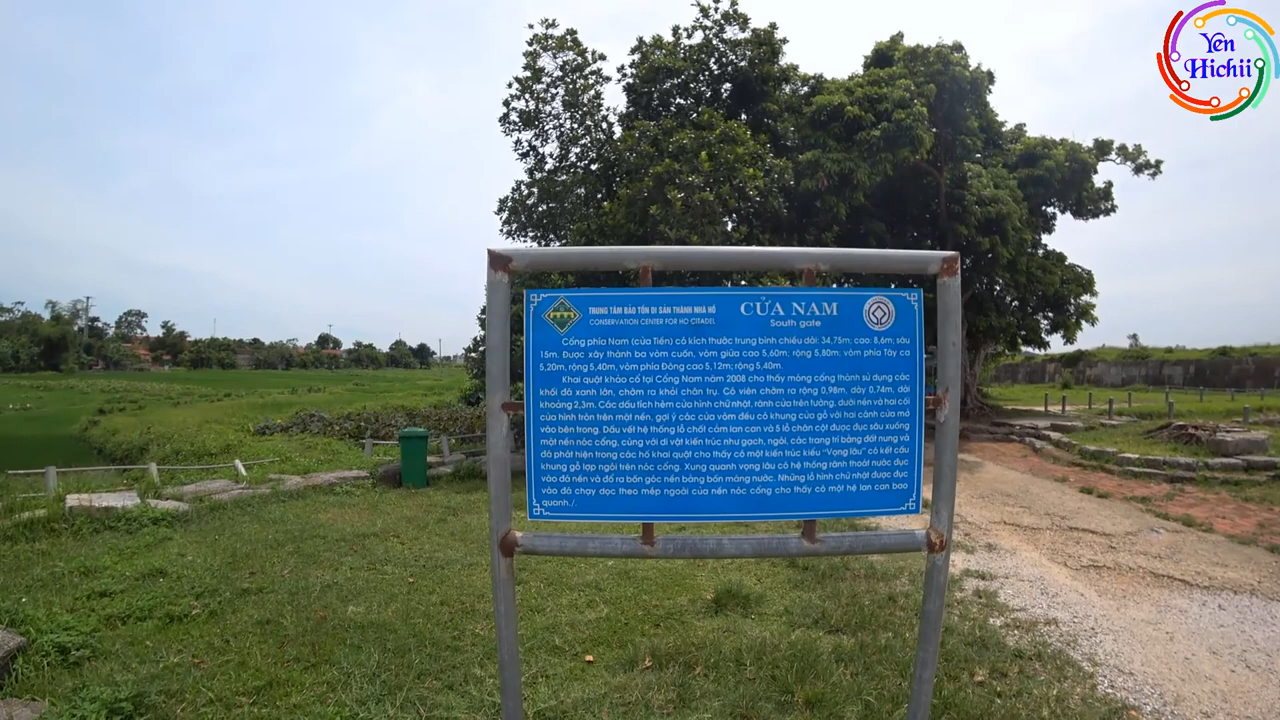 Yên
Hichii
TRUNG TÂM BẢO TỒN DI SẢN THÀNH NHÀ HỒ
CONSERVATION CENTER FOR HO CITADEL
CỬA NAM
South gate
Cổng phía Nam (cửa Tiền) có kích thước trung bình chiều dài: 34,75m; cao: 8,6m; sâu
15m. Được xây thành ba vòm cuốn, vòm giữa cao 5,60m; rộng 5,80m; vòm phía Tây cao
5,20m, rộng 5,40m, vòm phía Đông cao 5,12m; rộng 5,40m.
Khai quật khảo cổ tại Cổng Nam năm 2008 cho thấy móng cổng thành sử dụng các
khối đá xanh lớn, chờm ra khỏi chân trụ. Có viên chờm ra rộng 0,98m, dày 0,74m, dài
khoảng 2,3m. Các dấu tích hèm cửa hình chữ nhật, rãnh cửa trên tường, dưới nền và hai cối
cửa hình tròn trên mặt nền, gợi ý các cửa vòm đều có khung cửa gỗ với hai cánh cửa mở
vào bên trong. Dấu vết hệ thống lỗ chốt cắm lan can và 5 lỗ chân cột được đục sâu xuống
mặt nền nóc cổng, cùng với di vật kiến trúc như gạch, ngói, các trang trí bằng đất nung và
đá phát hiện trong các hố khai quật cho thấy có một kiến trúc kiểu “Vọng lâu” có kết cấu
khung gỗ lợp ngói trên nóc cổng. Xung quanh vọng lâu có hệ thống rãnh thoát nước đục
vào đá nền và đổ ra bốn góc nền bằng bốn máng nước. Những lỗ hình chữ nhật được đục
vào đá chạy dọc theo mép ngoài của nền nóc cổng cho thấy có một hệ lan can bao
quanh./.